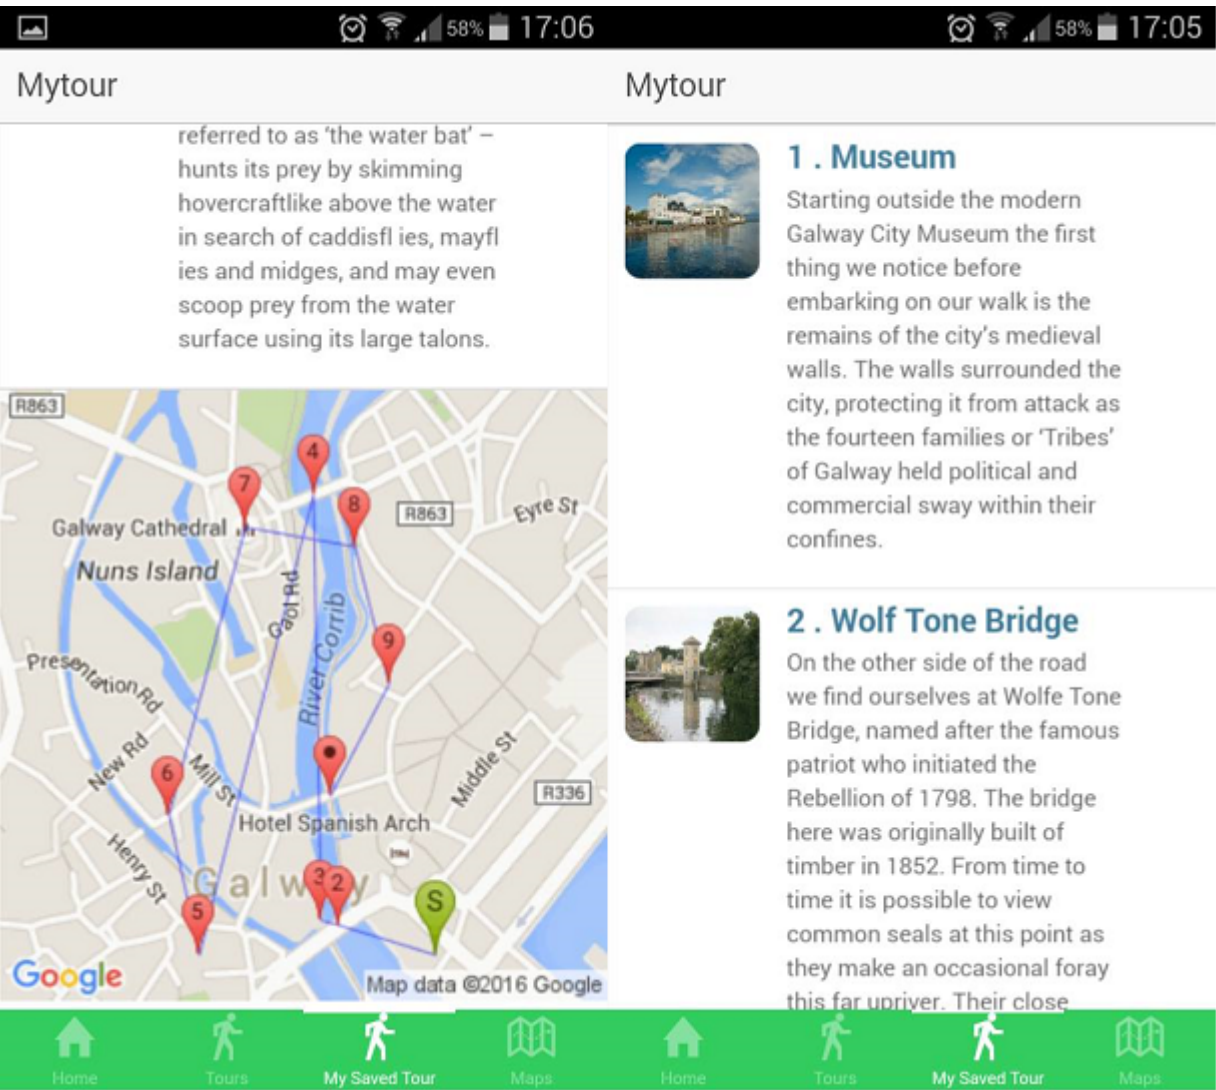 58% 17:06
Mytour
referred to as ‘the water bat’ –
hunts its prey by skimming
hovercraftlike above the water
in search of caddisfl ies, mayfl
ies and midges, and may even
scoop prey from the water
surface using its large talons.
R863
4
7
8
R863
Eyre St
Galway Cathedral
Nuns Island
Gaol Rd
River Corrib
9
Presentation Rd
New Rd
Mill St
6
Middle St
R336
Hotel Spanish Arch
Henry St
Galway
3
2
S
5
Google
Map data ©2016 Google
Home
Tours
My Saved Tour
Maps
58% 17:05
Mytour
1 . Museum
Starting outside the modern
Galway City Museum the first
thing we notice before
embarking on our walk is the
remains of the city’s medieval
walls. The walls surrounded the
city, protecting it from attack as
the fourteen families or ‘Tribes’
of Galway held political and
commercial sway within their
confines.
2 . Wolf Tone Bridge
On the other side of the road
we find ourselves at Wolfe Tone
Bridge, named after the famous
patriot who initiated the
Rebellion of 1798. The bridge
here was originally built of
timber in 1852. From time to
time it is possible to view
common seals at this point as
they make an occasional foray
this far upriver. Their close
Home
Tours
My Saved Tour
Maps